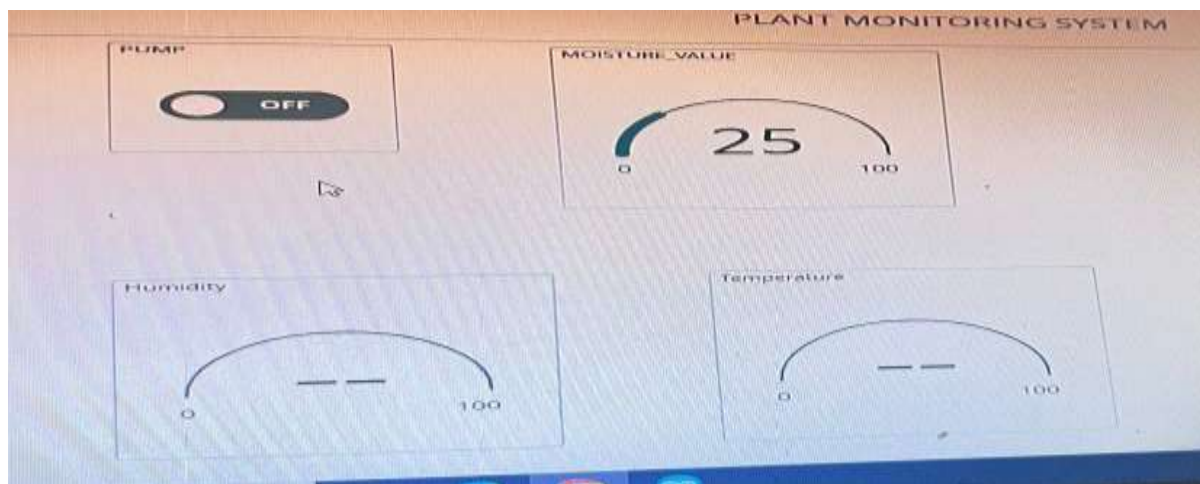 PLANT MONITORING SYSTEM
PUMP
OFF
MOISTURE_VALUE
25
0
100
Humidity
-- 
0
100
Temperature
--
0
100